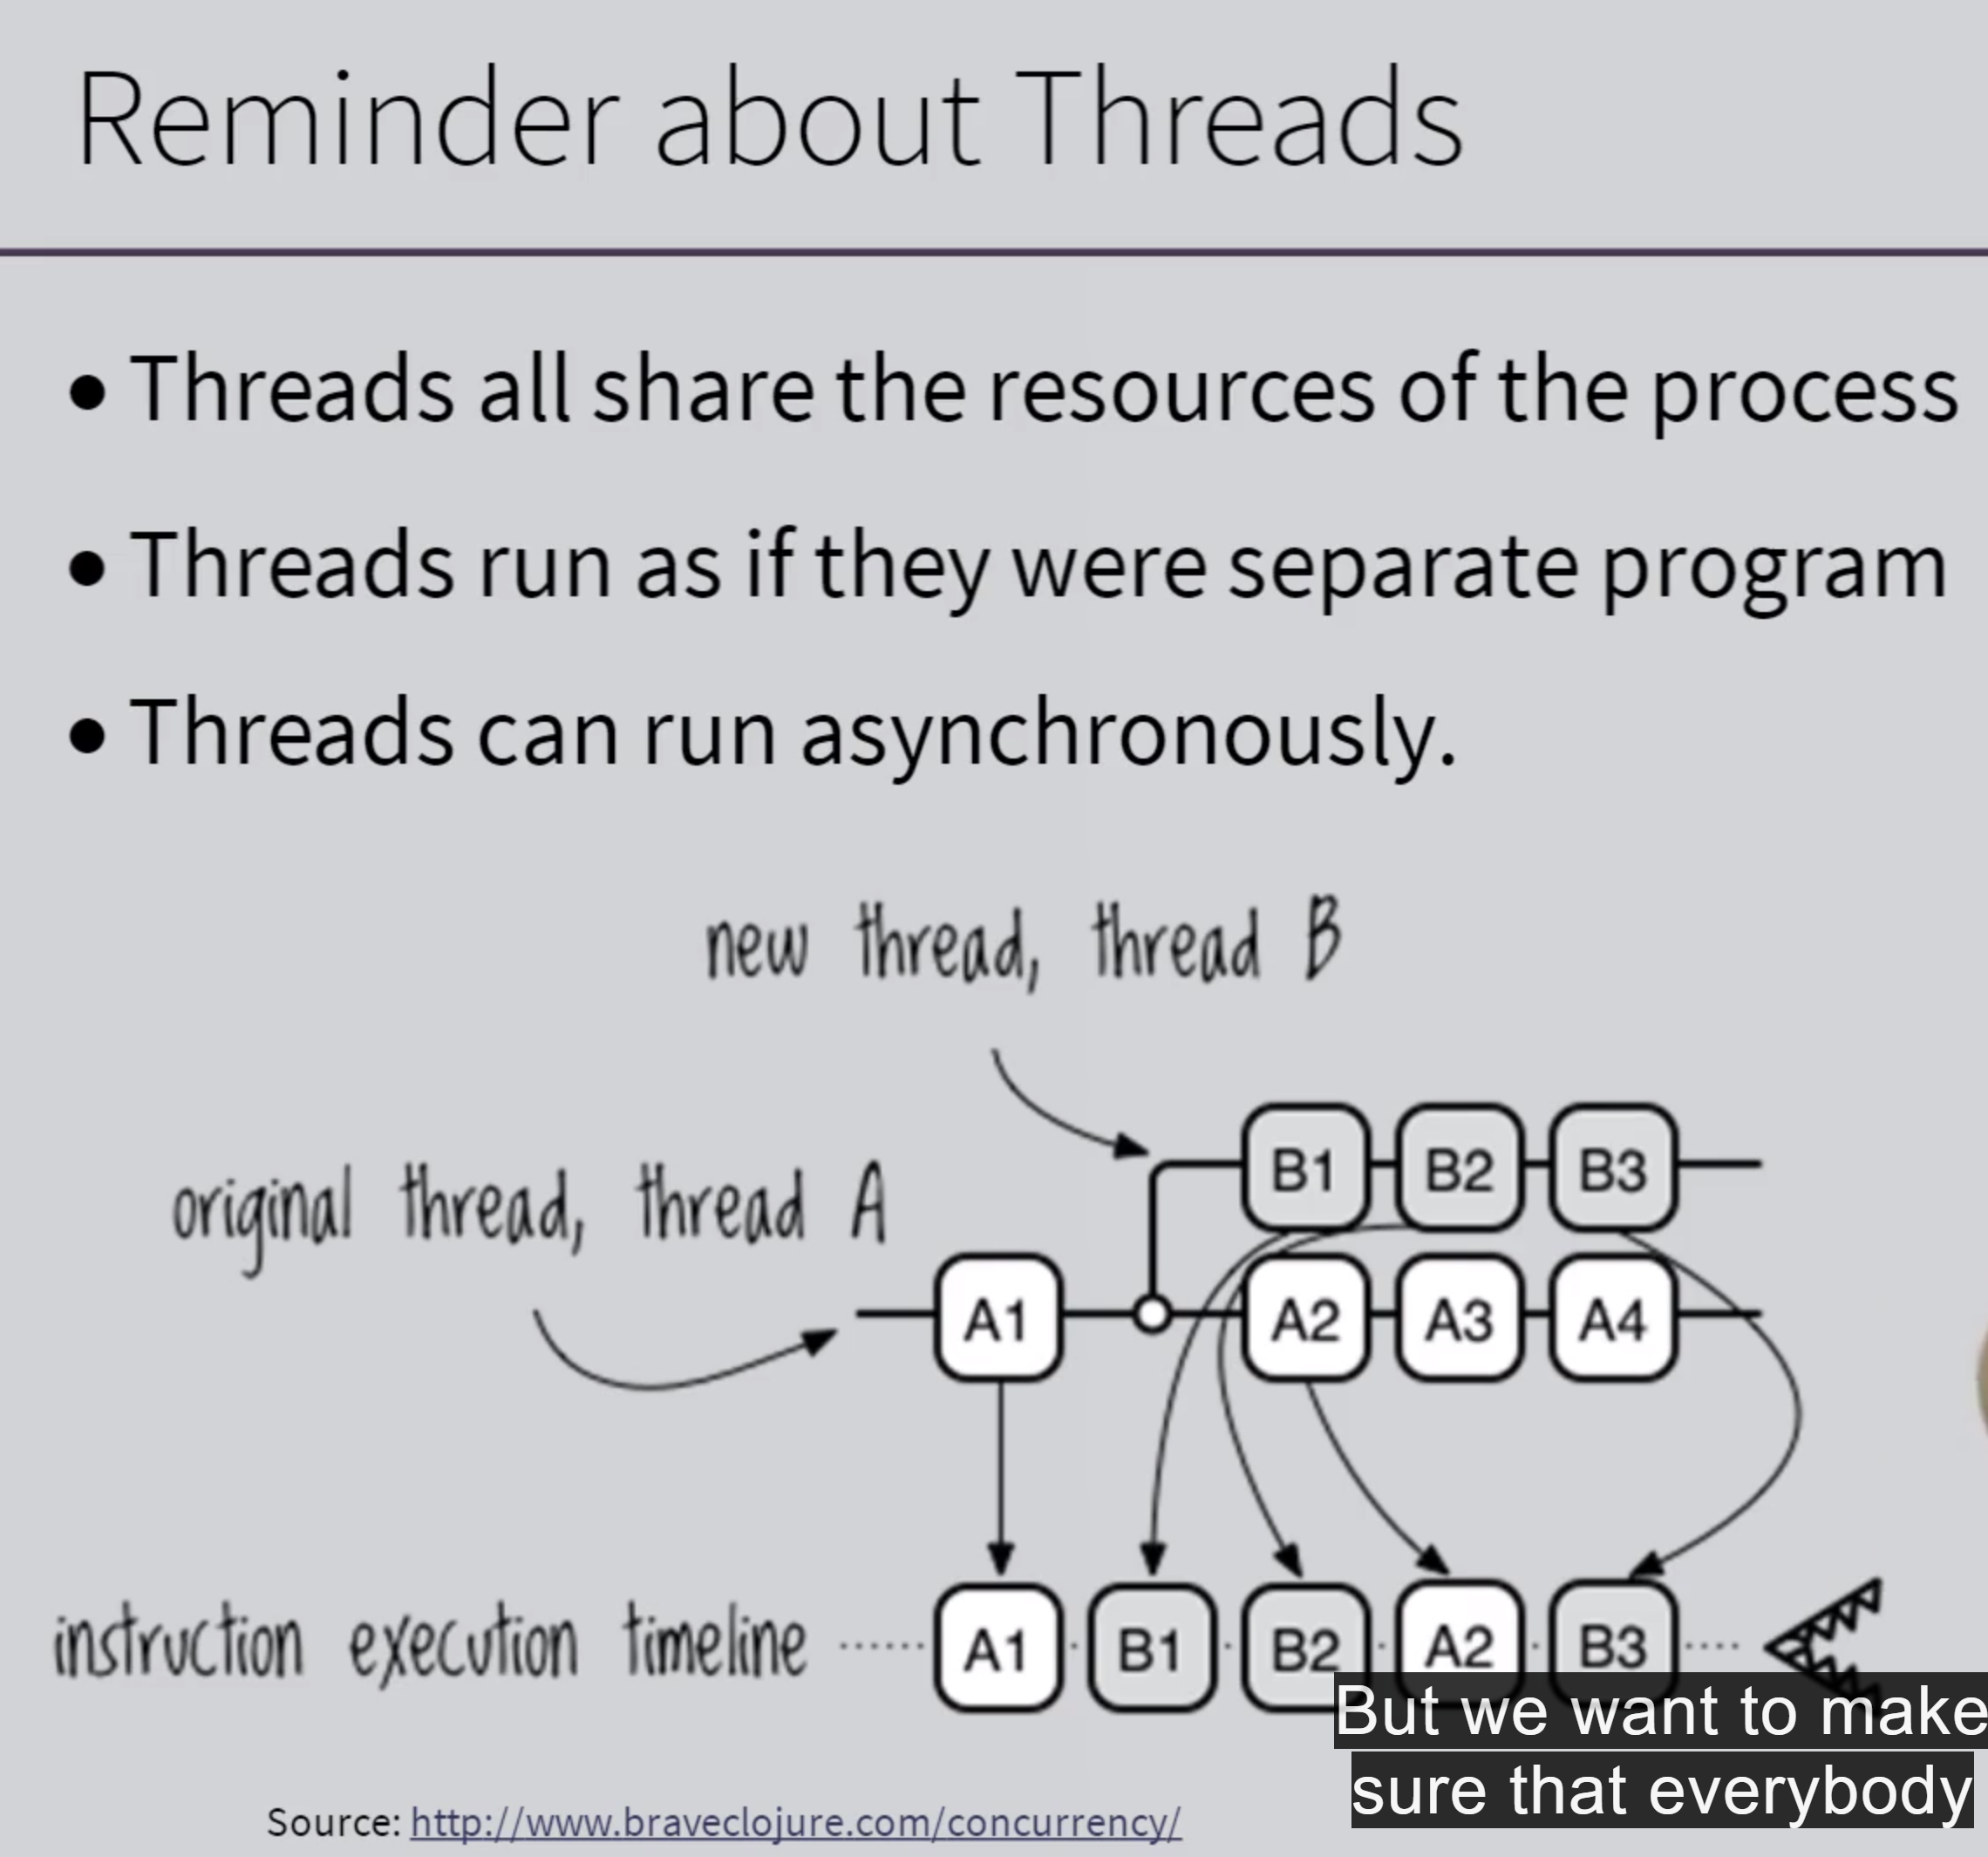 Reminder about Threads
• Threads all share the resources of the process
• Threads run as if they were separate program
• Threads can run asynchronously.
new thread, thread B
original thread, thread A
B1 B2 B3
A1 A2 A3 A4
instruction execution timeline
A1 B1 B2 A2 B3
But we want to make
sure that everybody
Source: http://www.braveclojure.com/concurrency/